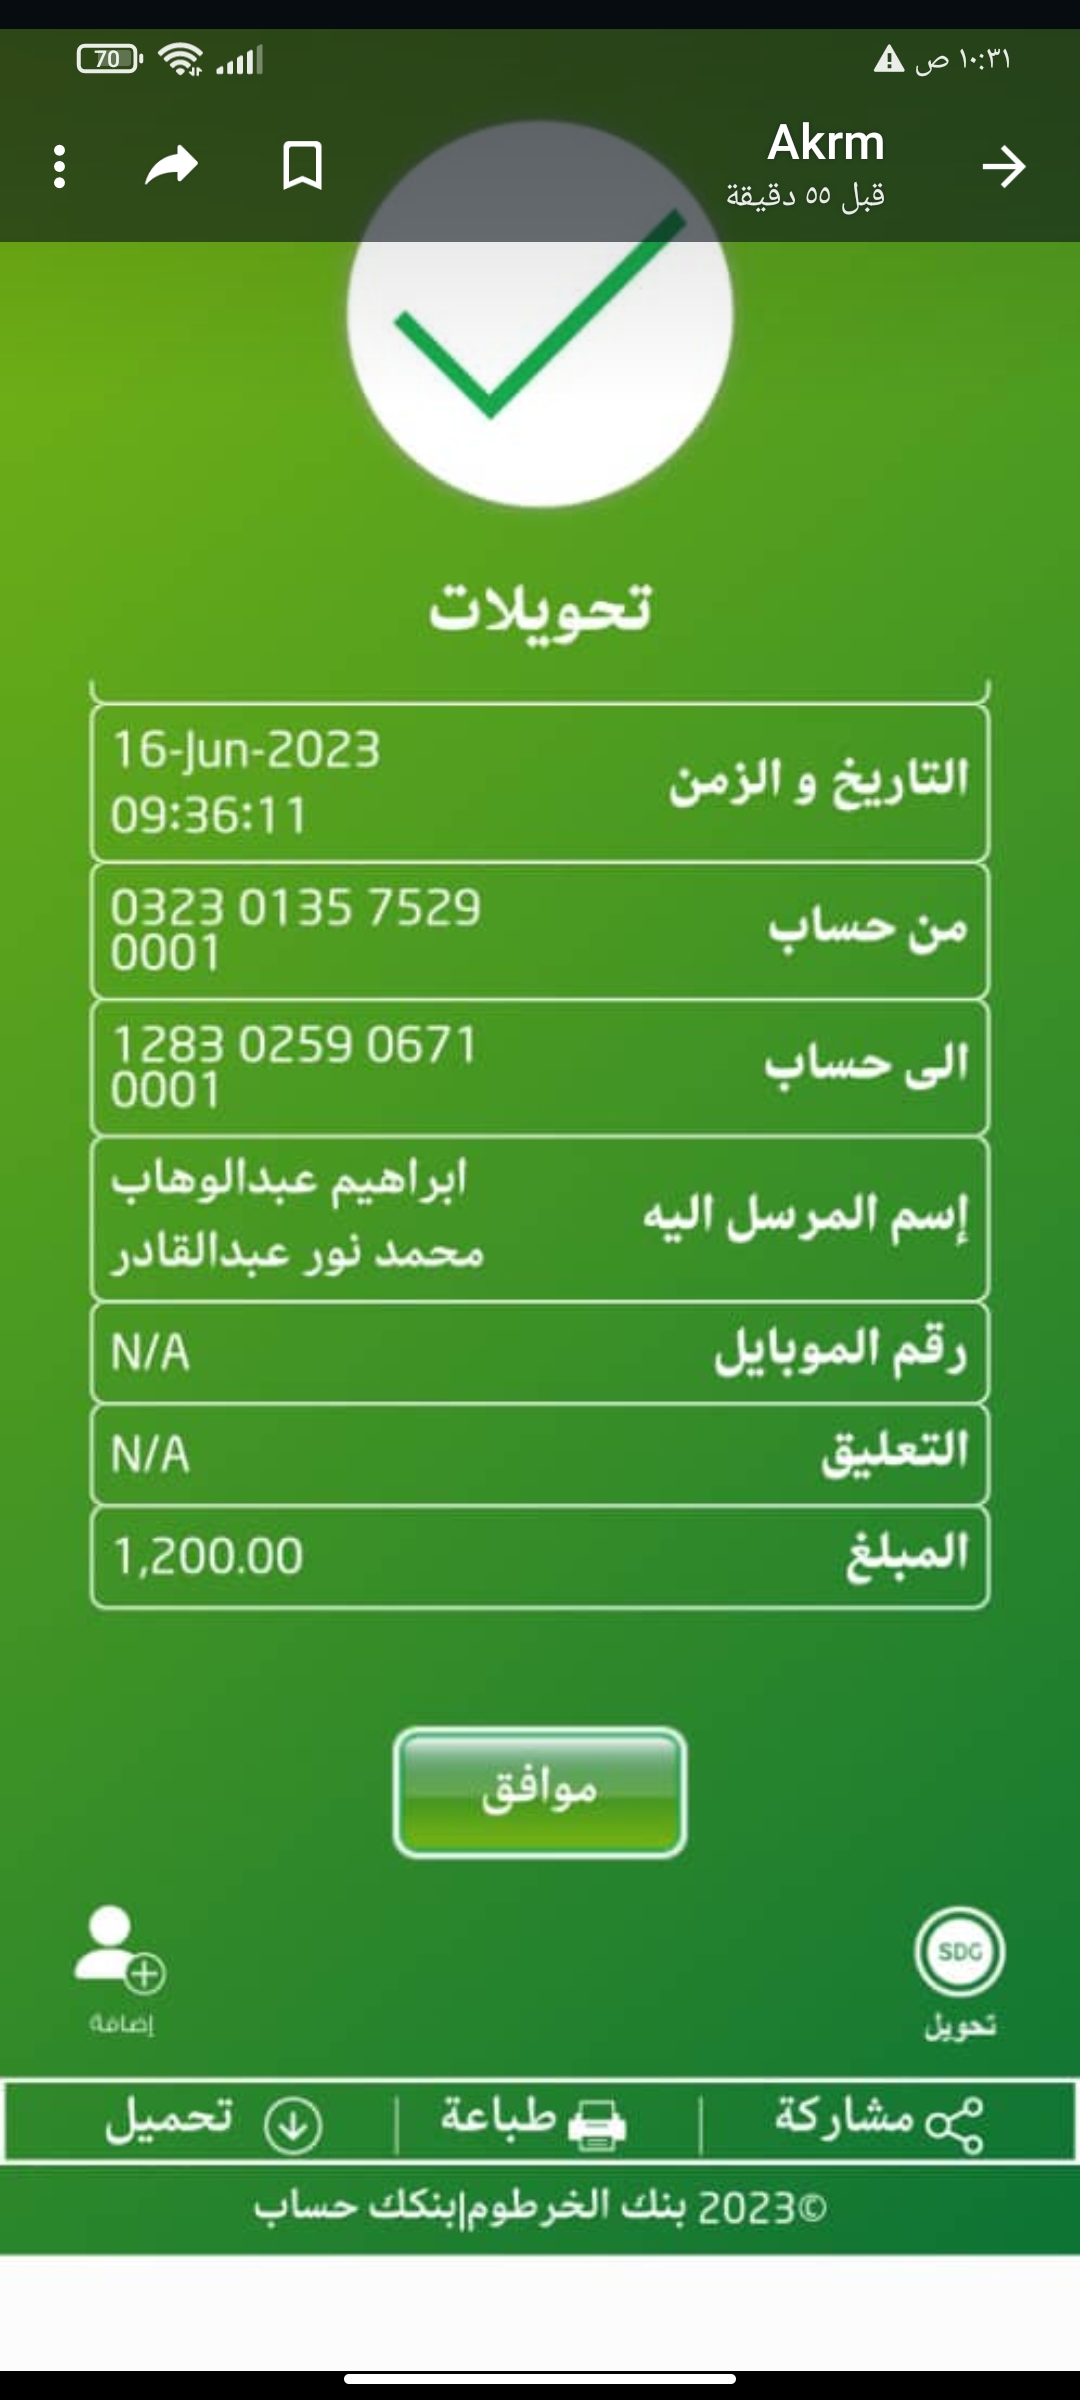 ١٠:٣١ ص
70
Akrm
قبل ٥٥ دقيقة
تحويلات
التاريخ و الزمن
16-Jun-2023
09:36:11
من حساب
0323 0135 7529
0001
الى حساب
1283 0259 0671
0001
إسم المرسل اليه
ابراهيم عبدالوهاب
محمد نور عبدالقادر
رقم الموبايل
N/A
التعليق
N/A
المبلغ
1,200.00
موافق
SDG
تحويل
إضافة
مشاركة | طباعة | تحميل
©2023 بنك الخرطوم|بنكك حساب